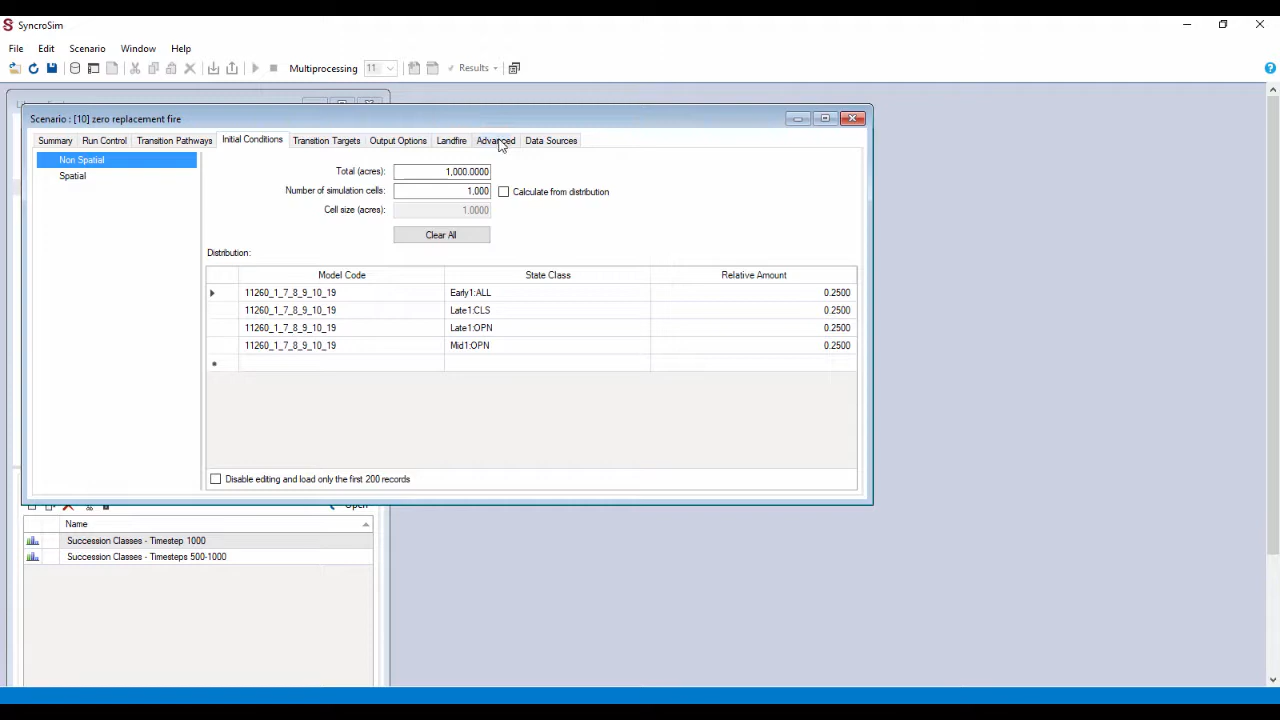 SyncroSim
File Edit Scenario Window Help
Multiprocessing 11 Results
Scenario : [10] zero replacement fire
Summary Run Control Transition Pathways Initial Conditions Transition Targets Output Options Landfire Advanced Data Sources
Non Spatial
Spatial
Total (acres): 1,000.0000
Number of simulation cells: 1,000 Calculate from distribution
Cell size (acres): 1.0000
Clear All
Distribution:
Model Code State Class Relative Amount
11260_1_7_8_9_10_19 Early1:ALL 0.2500
11260_1_7_8_9_10_19 Late1:CLS 0.2500
11260_1_7_8_9_10_19 Late1:OPN 0.2500
11260_1_7_8_9_10_19 Mid1:OPN 0.2500
Disable editing and load only the first 200 records
Open
Name
Succession Classes - Timestep 1000
Succession Classes - Timesteps 500-1000